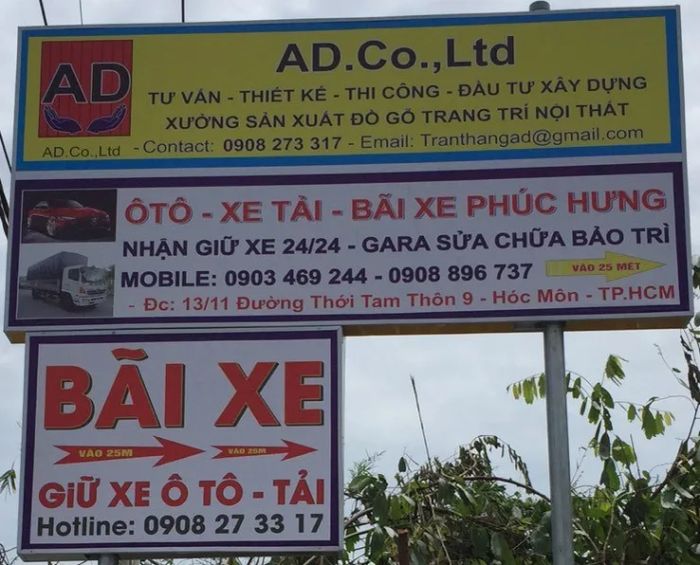 AD
AD.Co.,Ltd
AD.Co.,Ltd
TƯ VẤN - THIẾT KẾ - THI CÔNG - ĐẦU TƯ XÂY DỰNG
XƯỞNG SẢN XUẤT ĐỒ GỖ TRANG TRÍ NỘI THẤT
- Contact: 0908 273 317 - Email: Tranthangad@gmail.com
ÔTÔ - XE TẢI - BÃI XE PHÚC HƯNG
NHẬN GIỮ XE 24/24 - GARA SỬA CHỮA BẢO TRÌ
MOBILE: 0903 469 244 - 0908 896 737
VÀO 25 MÉT
- Đc: 13/11 Đường Thới Tam Thôn 9 - Hóc Môn - TP.HCM
BÃI XE
VÀO 25M VÀO 25M
GiỮ XE Ô TÔ - TẢI
Hotline: 0908 27 33 17